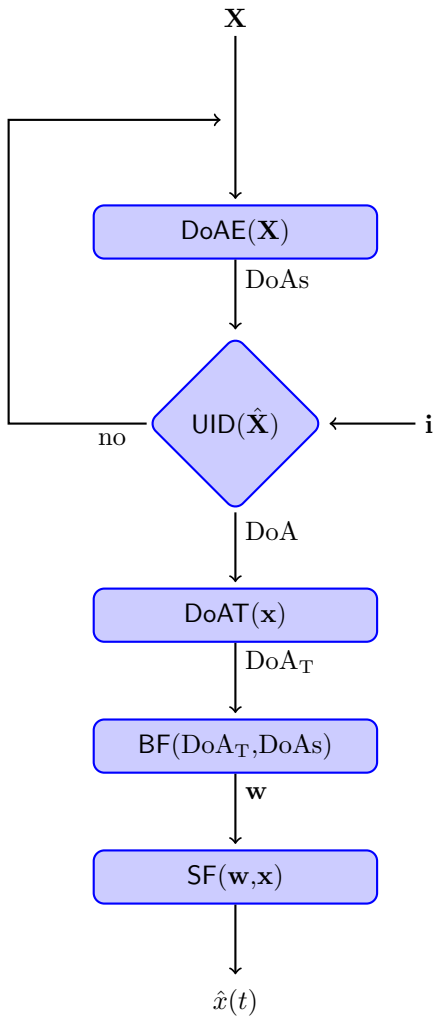 X
DoAE(X)
DoAs
UID(X̂)
i
no
DoA
DoAT(x)
DoA_T
BF(DoA_T,DoAs)
w
SF(w,x)
x̂(t)